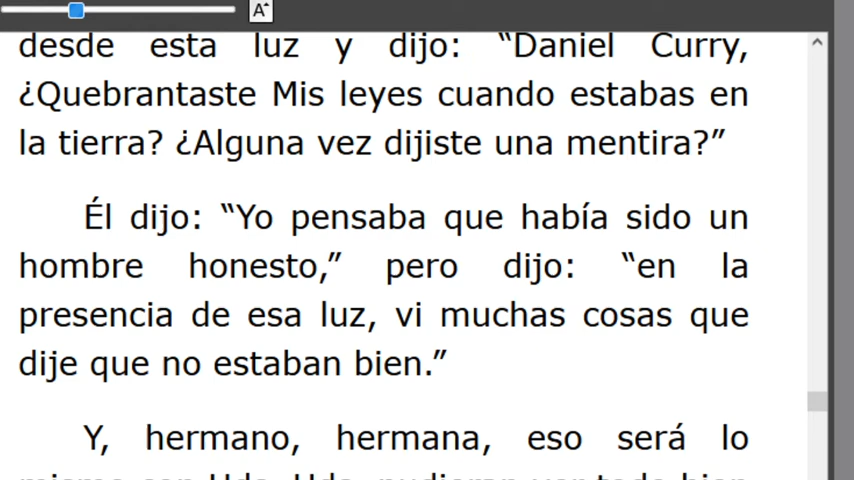 A
desde esta luz y dijo: “Daniel Curry,
¿Quebrantaste Mis leyes cuando estabas en
la tierra? ¿Alguna vez dijiste una mentira?”
Él dijo: “Yo pensaba que había sido un
hombre honesto,” pero dijo: “en la
presencia de esa luz, vi muchas cosas que
dije que no estaban bien.”
Y, hermano, hermana, eso será lo